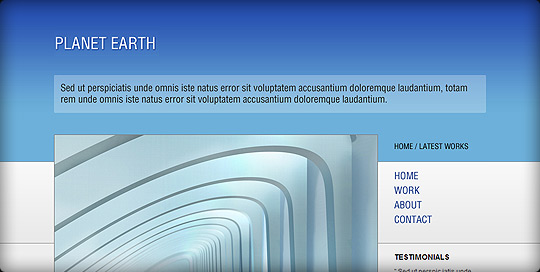 PLANET EARTH
Sed ut perspiciatis unde omnis iste natus error sit voluptatem accusantium doloremque laudantium, totam
rem unde omnis iste natus error sit voluptatem accusantium doloremque laudantium.
HOME / LATEST WORKS
HOME
WORK
ABOUT
CONTACT
TESTIMONIALS
" Sed ut perspic iatis unde